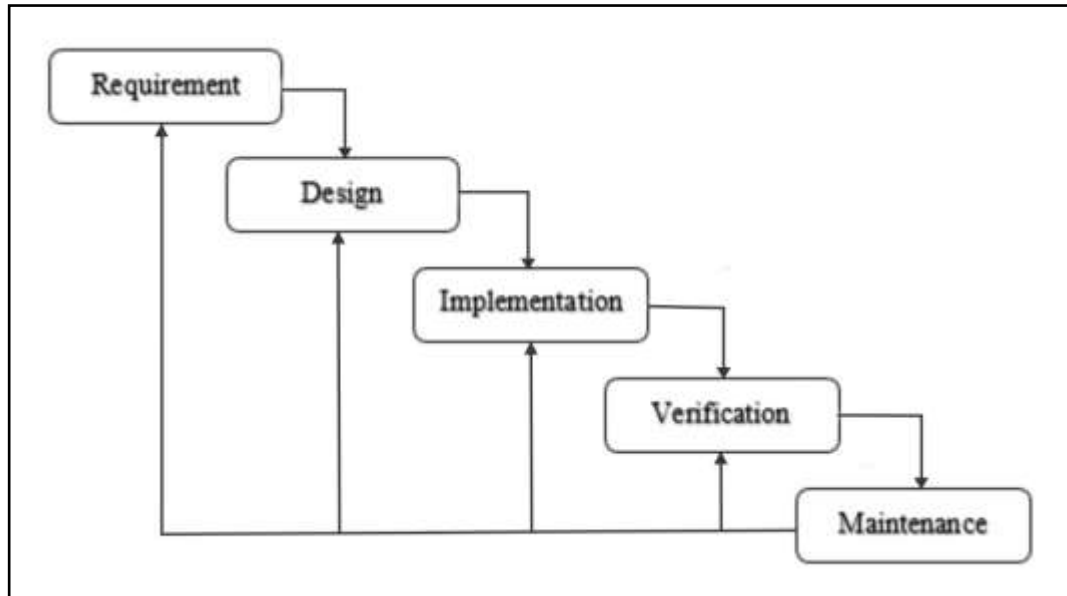 Requirement
Design
Implementation
Verification
Maintenance